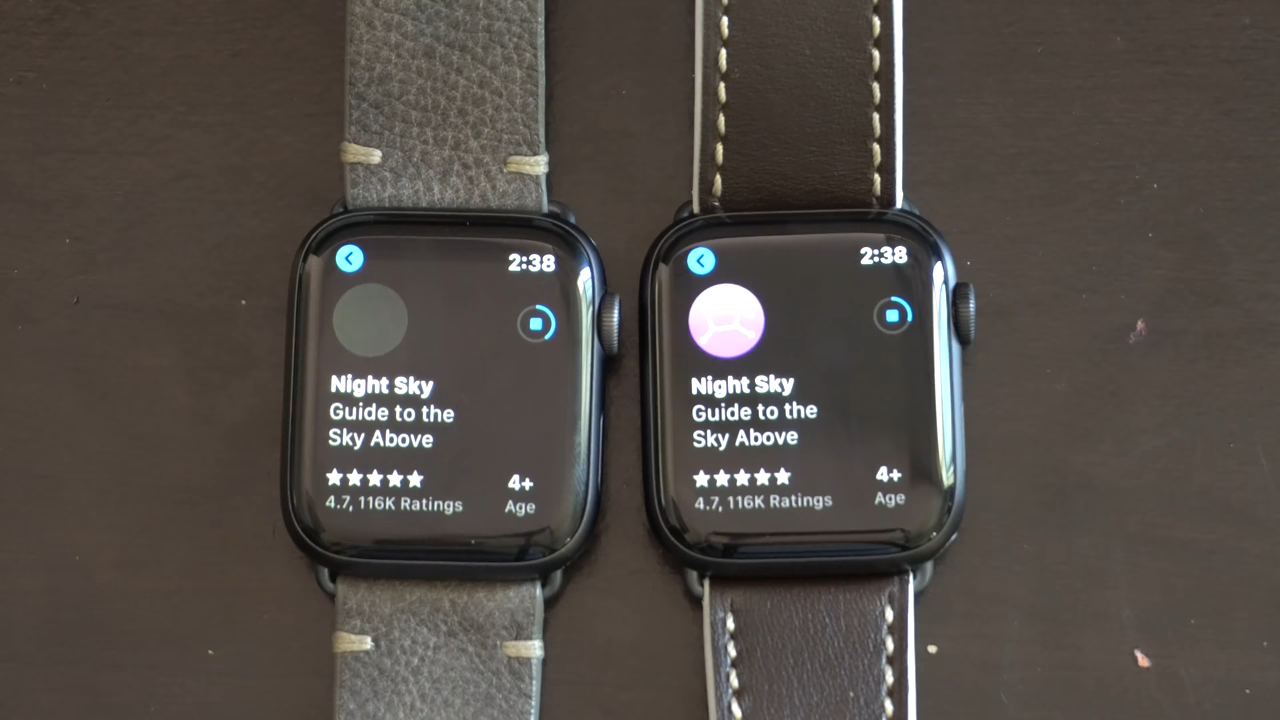 2:38
Night Sky
Guide to the
Sky Above
4+
4.7, 116K Ratings
Age
2:38
Night Sky
Guide to the
Sky Above
4+
4.7, 116K Ratings
Age